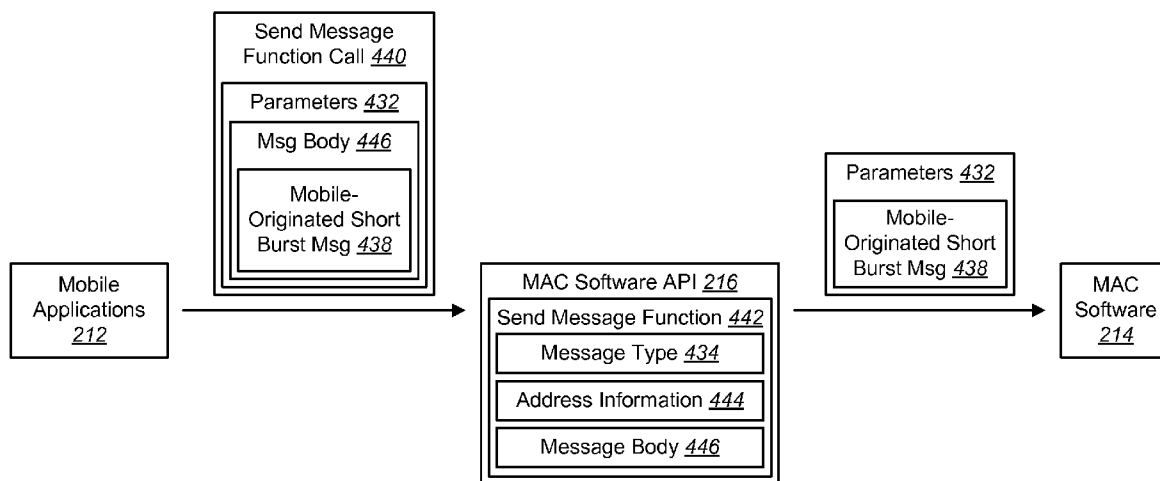 Send Message
Function Call 440
Parameters 432
Msg Body 446
Mobile-
Originated Short
Burst Msg 438
Mobile
Applications
212
MAC Software API 216
Send Message Function 442
Message Type 434
Address Information 444
Message Body 446
Parameters 432
Mobile-
Originated Short
Burst Msg 438
MAC
Software
214